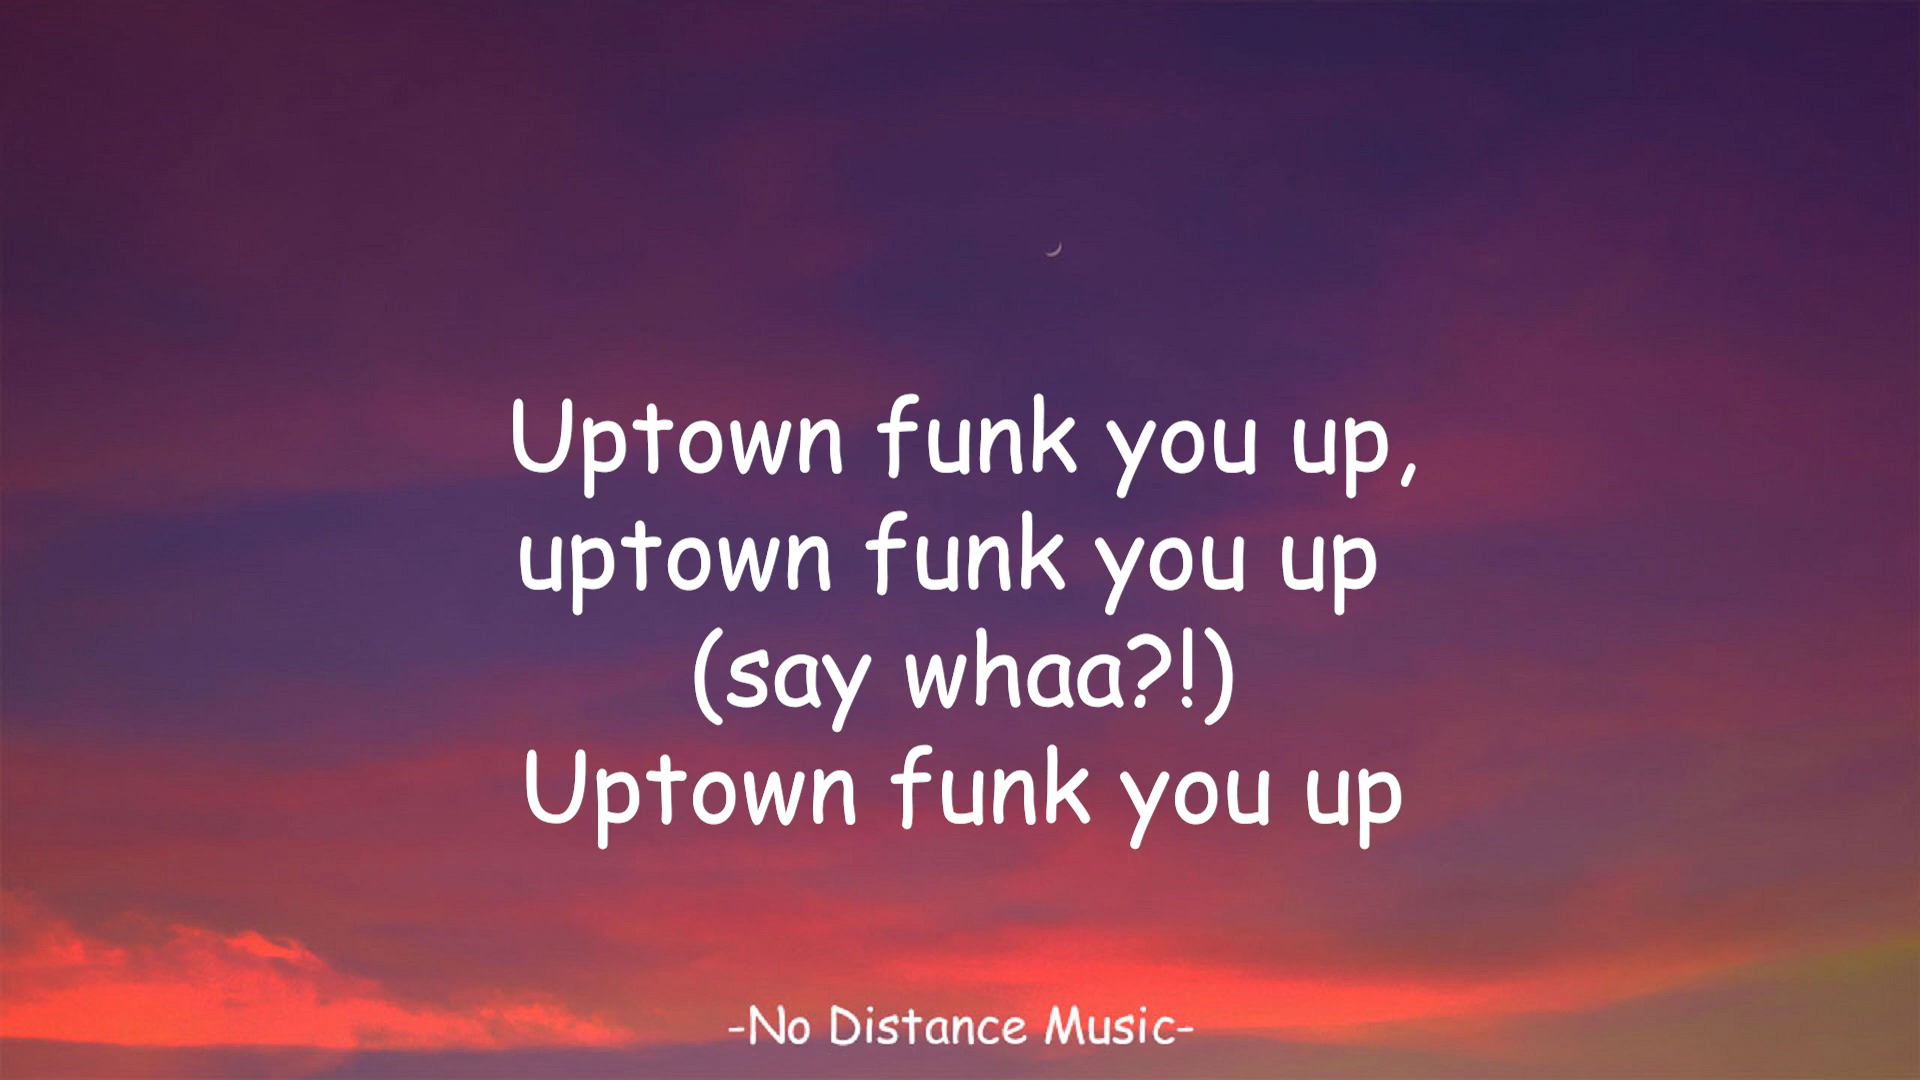 Uptown funk you up,
uptown funk you up
(say whaa?!)
Uptown funk you up
-No Distance Music-